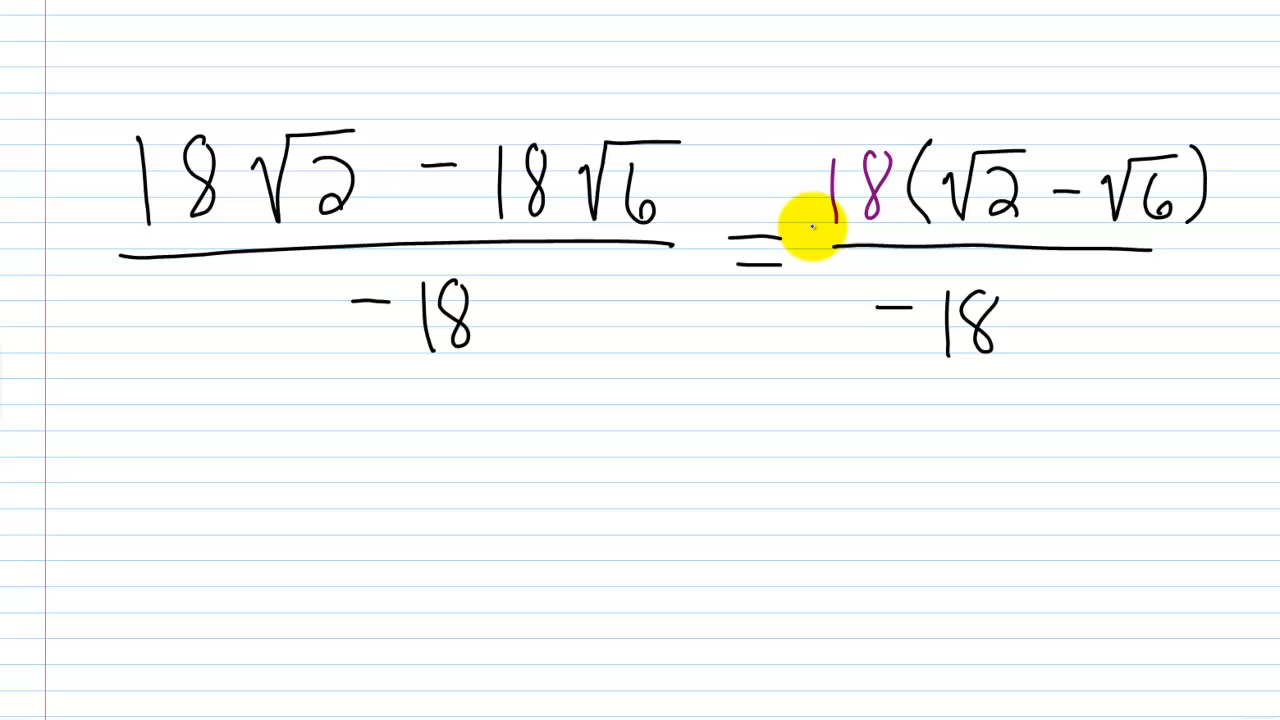 18√2 - 18√6 = 18(√2 - √6)
-18 -18